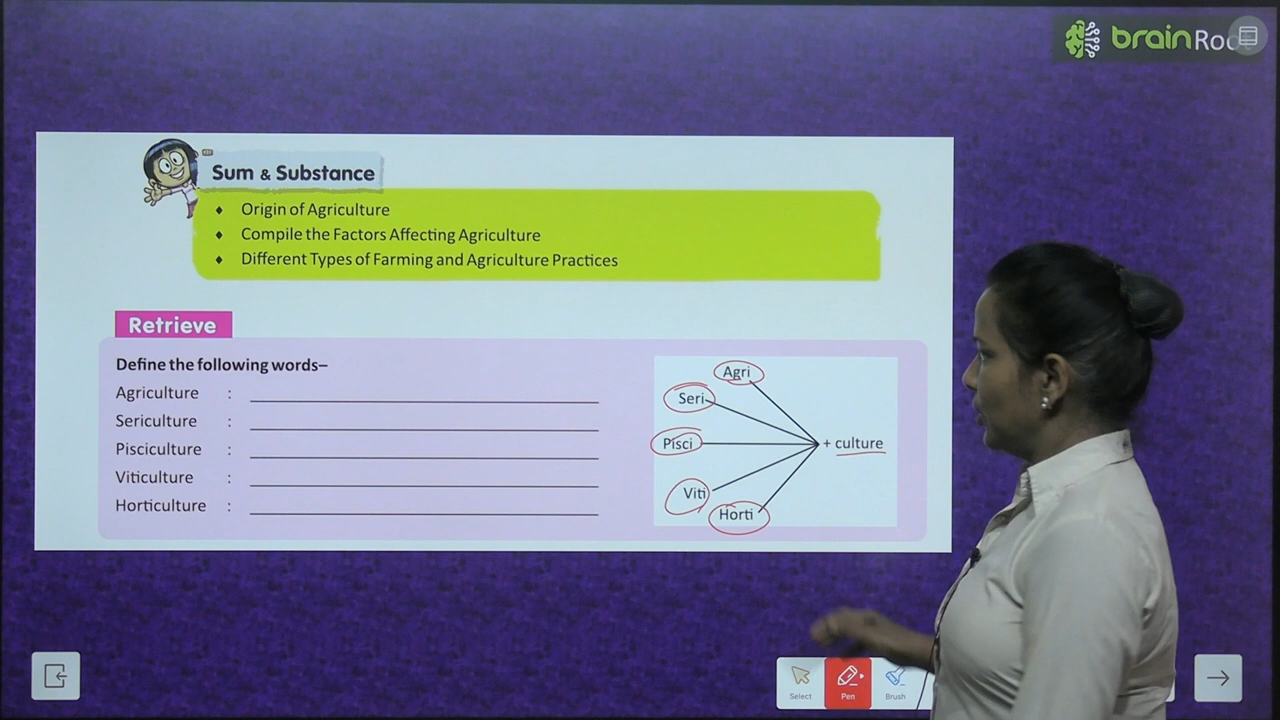 brainRoo
Sum & Substance
♦ Origin of Agriculture
♦ Compile the Factors Affecting Agriculture
♦ Different Types of Farming and Agriculture Practices
Retrieve
Define the following words–
Agriculture :
Sericulture :
Pisciculture :
Viticulture :
Horticulture :
Agri
Seri
Pisci
+ culture
Viti
Horti
Select
Pen
Brush